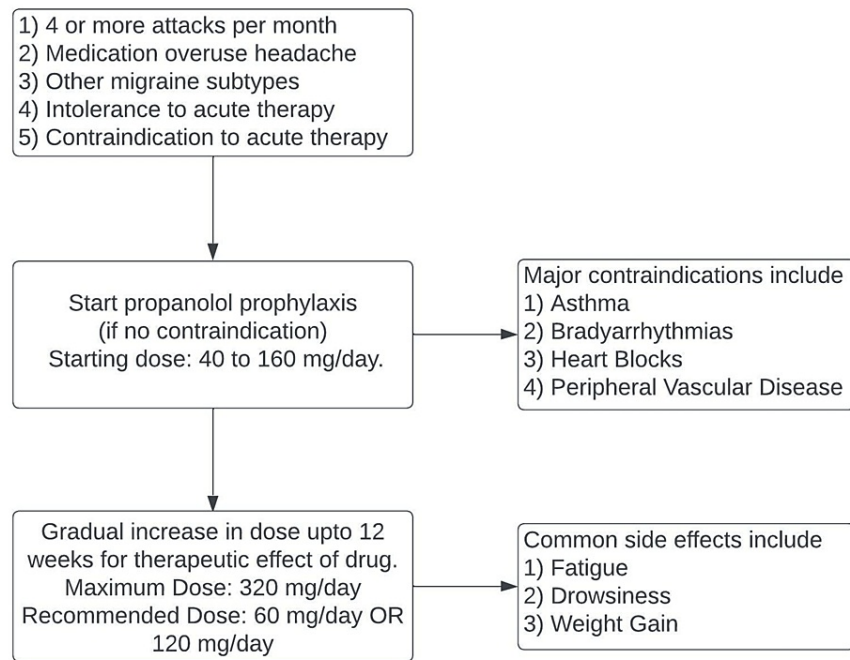 1) 4 or more attacks per month
2) Medication overuse headache
3) Other migraine subtypes
4) Intolerance to acute therapy
5) Contraindication to acute therapy
Start propanolol prophylaxis
(if no contraindication)
Starting dose: 40 to 160 mg/day.
Major contraindications include
1) Asthma
2) Bradyarrhythmias
3) Heart Blocks
4) Peripheral Vascular Disease
Gradual increase in dose upto 12
weeks for therapeutic effect of drug.
Maximum Dose: 320 mg/day
Recommended Dose: 60 mg/day OR
120 mg/day
Common side effects include
1) Fatigue
2) Drowsiness
3) Weight Gain